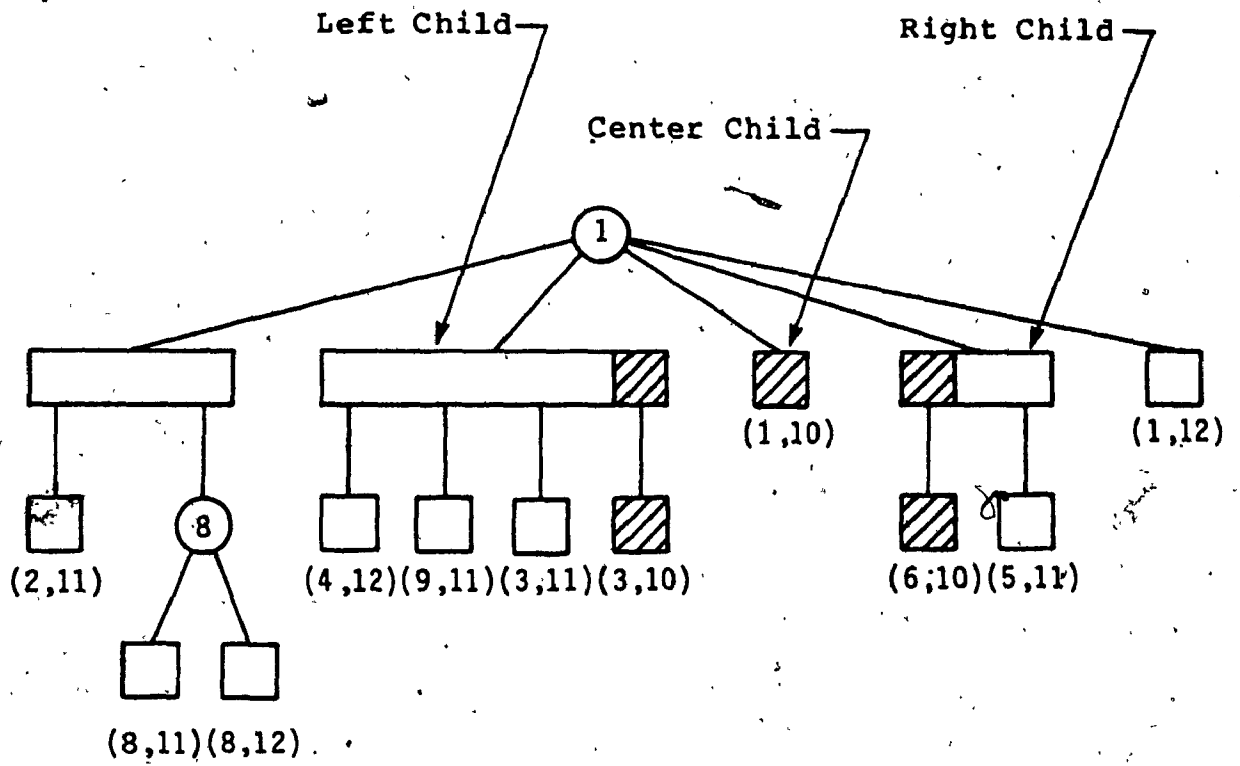 Left Child
Right Child
Center Child
1
(1,10)
(1,12)
8
(2,11)
(4,12)(9,11)(3,11)(3,10)
(6,10)(5,11)
(8,11)(8,12)